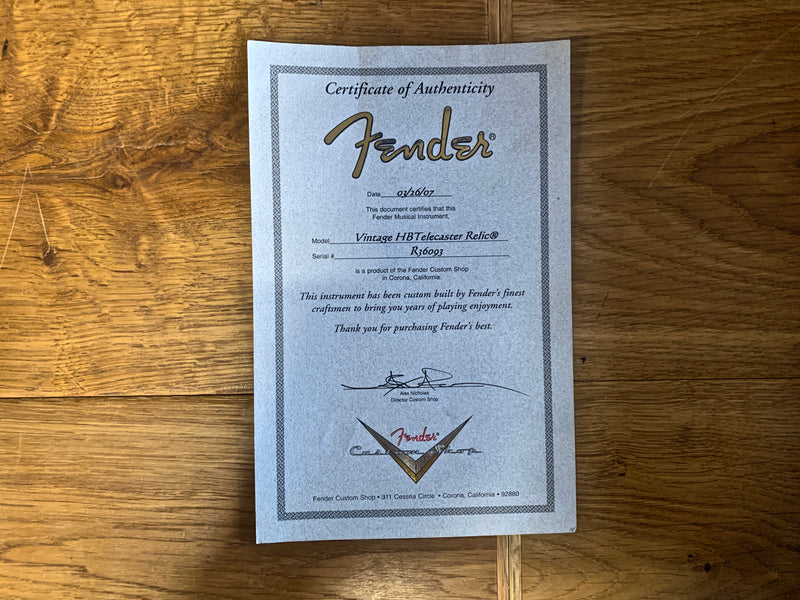 Certificate of Authenticity
Fender®
Date 03/26/07
This document certifies that this
Fender Musical Instrument,
Model Vintage HBTelecaster Relic®
Serial # R36093
is a product of the Fender Custom Shop
in Corona, California.
This instrument has been custom built by Fender's finest
craftsmen to bring you years of playing enjoyment.
Thank you for purchasing Fender's best.
Alex Nicholas
Director Custom Shop
Fender®
Custom Shop
Fender Custom Shop • 311 Cessna Circle • Corona, California • 92880